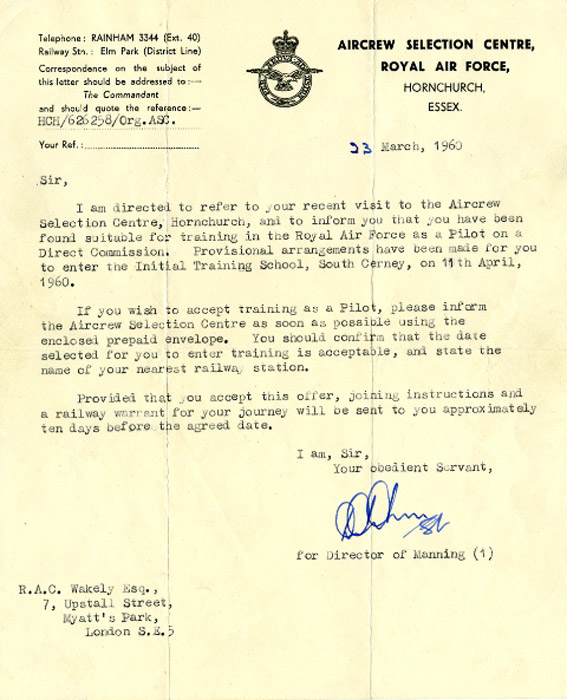 Telephone: RAINHAM 3344 (Ext. 40)
Railway Stn.: Elm Park (District Line)
Correspondence on the subject of
this letter should be addressed to:—
The Commandant
and should quote the reference:—
HCH/626258/Org.ASC.
Your Ref.:
AIRCREW SELECTION CENTRE,
ROYAL AIR FORCE,
HORNCHURCH,
ESSEX.
23 March, 1960
Sir,
I am directed to refer to your recent visit to the Aircrew
Selection Centre, Hornchurch, and to inform you that you have been
found suitable for training in the Royal Air Force as a Pilot on a
Direct Commission. Provisional arrangements have been made for you
to enter the Initial Training School, South Cerney, on 11th April,
1960.
If you wish to accept training as a Pilot, please inform
the Aircrew Selection Centre as soon as possible using the
enclosed prepaid envelope. You should confirm that the date
selected for you to enter training is acceptable, and state the
name of your nearest railway station.
Provided that you accept this offer, joining instructions and
a railway warrant for your journey will be sent to you approximately
ten days before the agreed date.
I am, Sir,
Your obedient Servant,
for Director of Manning (1)
R.A.C. Wakely Esq.,
7, Upstall Street,
Myatt's Park,
London S.E.5